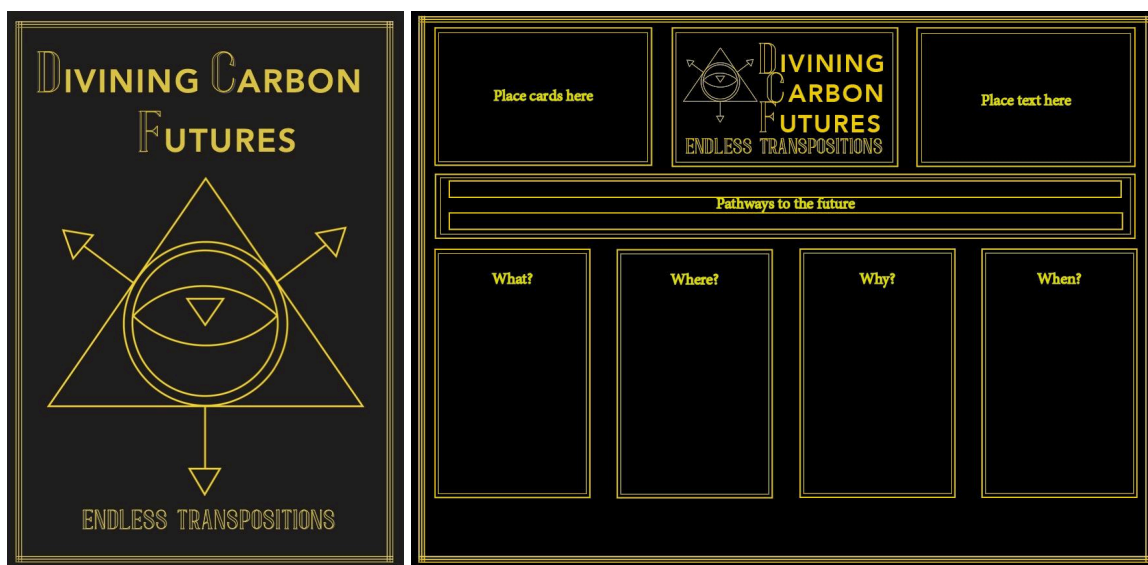 DIVINING CARBON
FUTURES
ENDLESS TRANSPOSITIONS
Place cards here
DIVINING
CARBON
FUTURES
ENDLESS TRANSPOSITIONS
Place text here
Pathways to the future
What?
Where?
Why?
When?